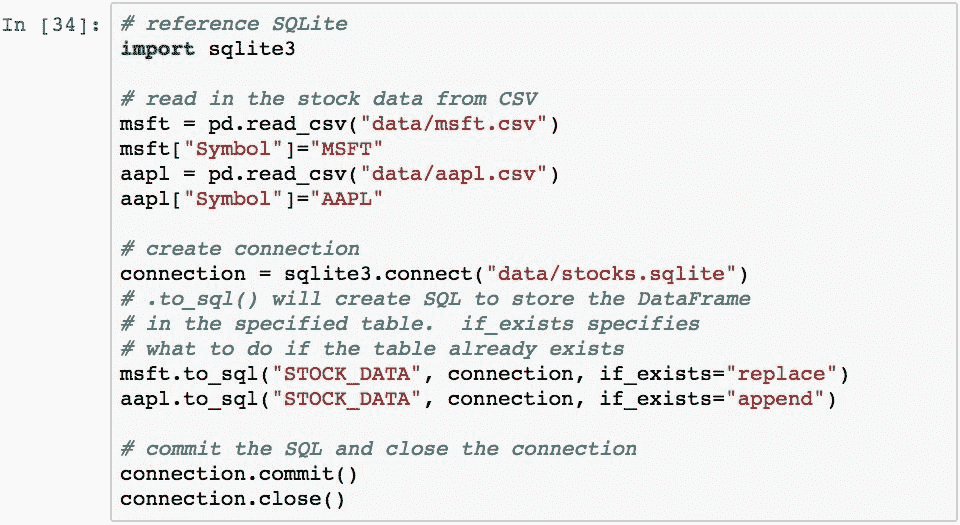 In [34]: # reference SQLite
import sqlite3
# read in the stock data from CSV
msft = pd.read_csv("data/msft.csv")
msft["Symbol"]="MSFT"
aapl = pd.read_csv("data/aapl.csv")
aapl["Symbol"]="AAPL"
# create connection
connection = sqlite3.connect("data/stocks.sqlite")
# .to_sql() will create SQL to store the DataFrame
# in the specified table.  if_exists specifies
# what to do if the table already exists
msft.to_sql("STOCK_DATA", connection, if_exists="replace")
aapl.to_sql("STOCK_DATA", connection, if_exists="append")
# commit the SQL and close the connection
connection.commit()
connection.close()